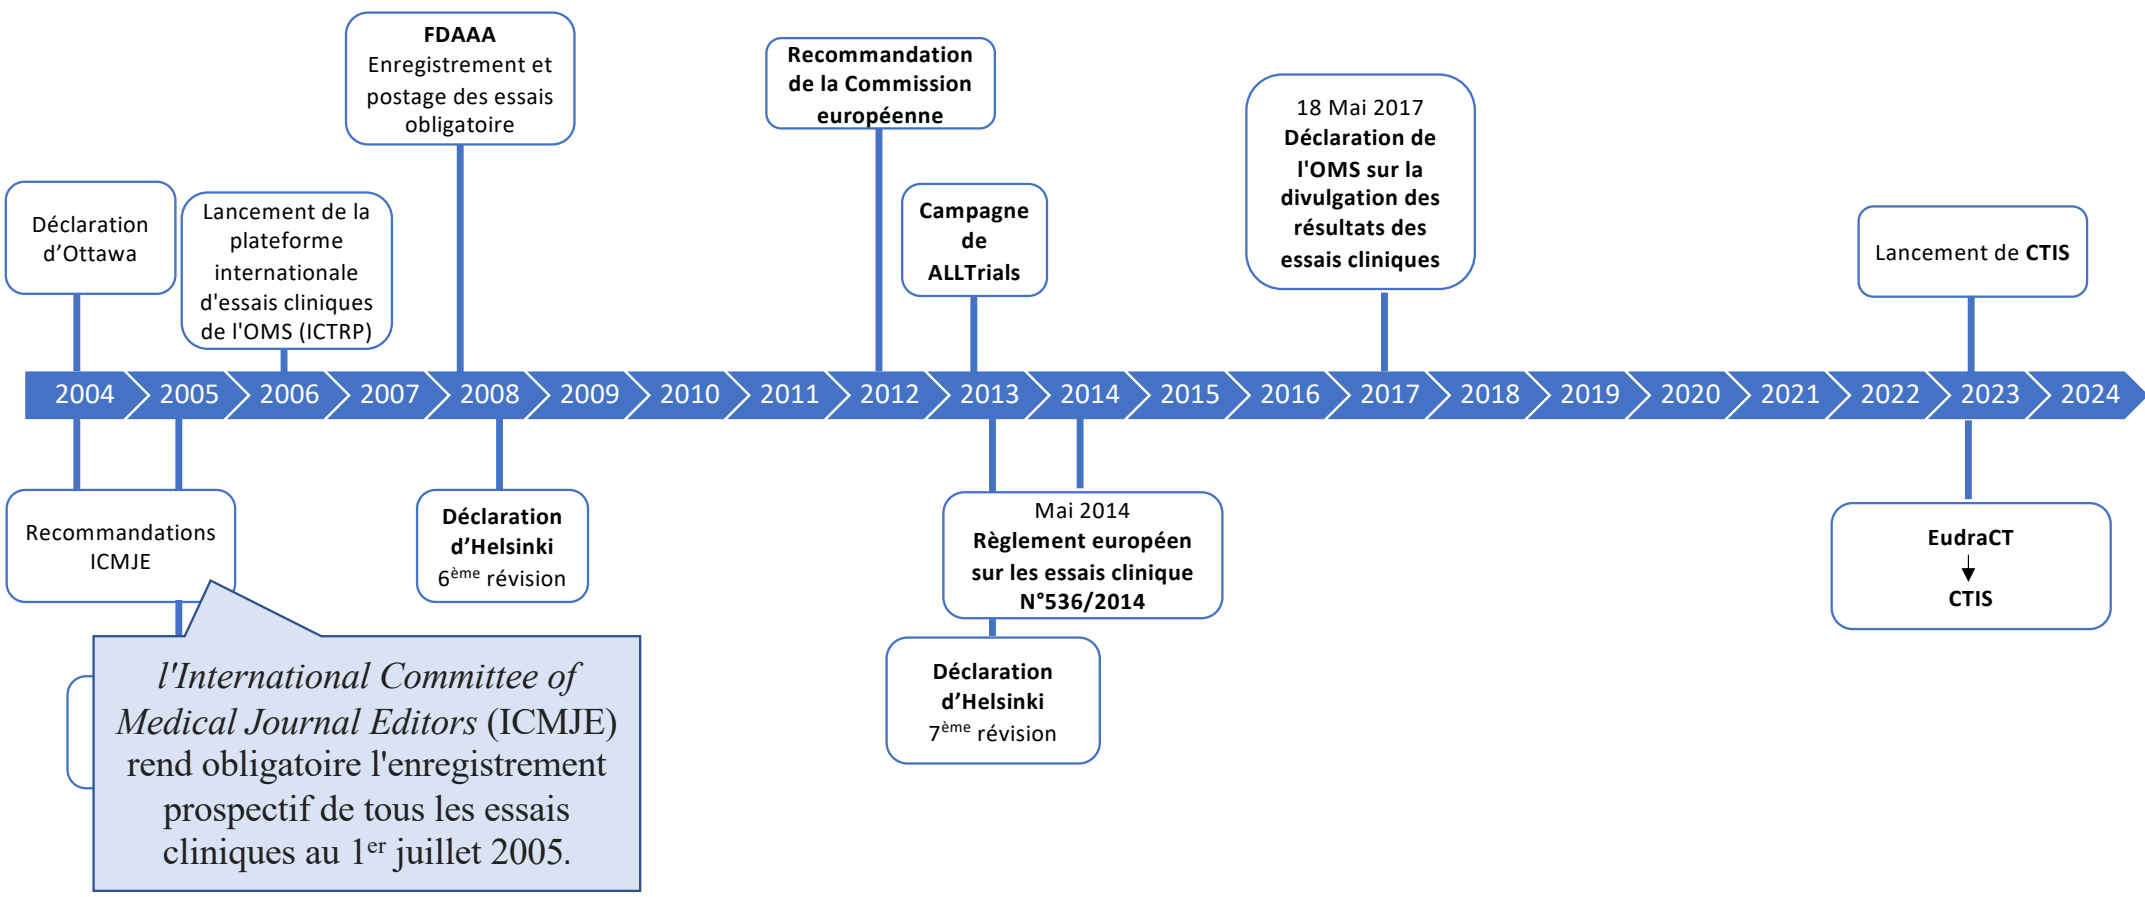 FDAAA
Enregistrement et
postage des essais
obligatoire
Recommandation
de la Commission
européenne
18 Mai 2017
Déclaration de
l'OMS sur la
divulgation des
résultats des
essais cliniques
Déclaration
d’Ottawa
Lancement de la
plateforme
internationale
d'essais cliniques
de l'OMS (ICTRP)
Campagne
de
ALLTrials
Lancement de CTIS
2004 2005 2006 2007 2008 2009 2010 2011 2012 2013 2014 2015 2016 2017 2018 2019 2020 2021 2022 2023 2024
Recommandations
ICMJE
Déclaration
d’Helsinki
6ème révision
Mai 2014
Règlement européen
sur les essais clinique
N°536/2014
EudraCT
CTIS
Déclaration
d’Helsinki
7ème révision
l'International Committee of
Medical Journal Editors (ICMJE)
rend obligatoire l'enregistrement
prospectif de tous les essais
cliniques au 1er juillet 2005.